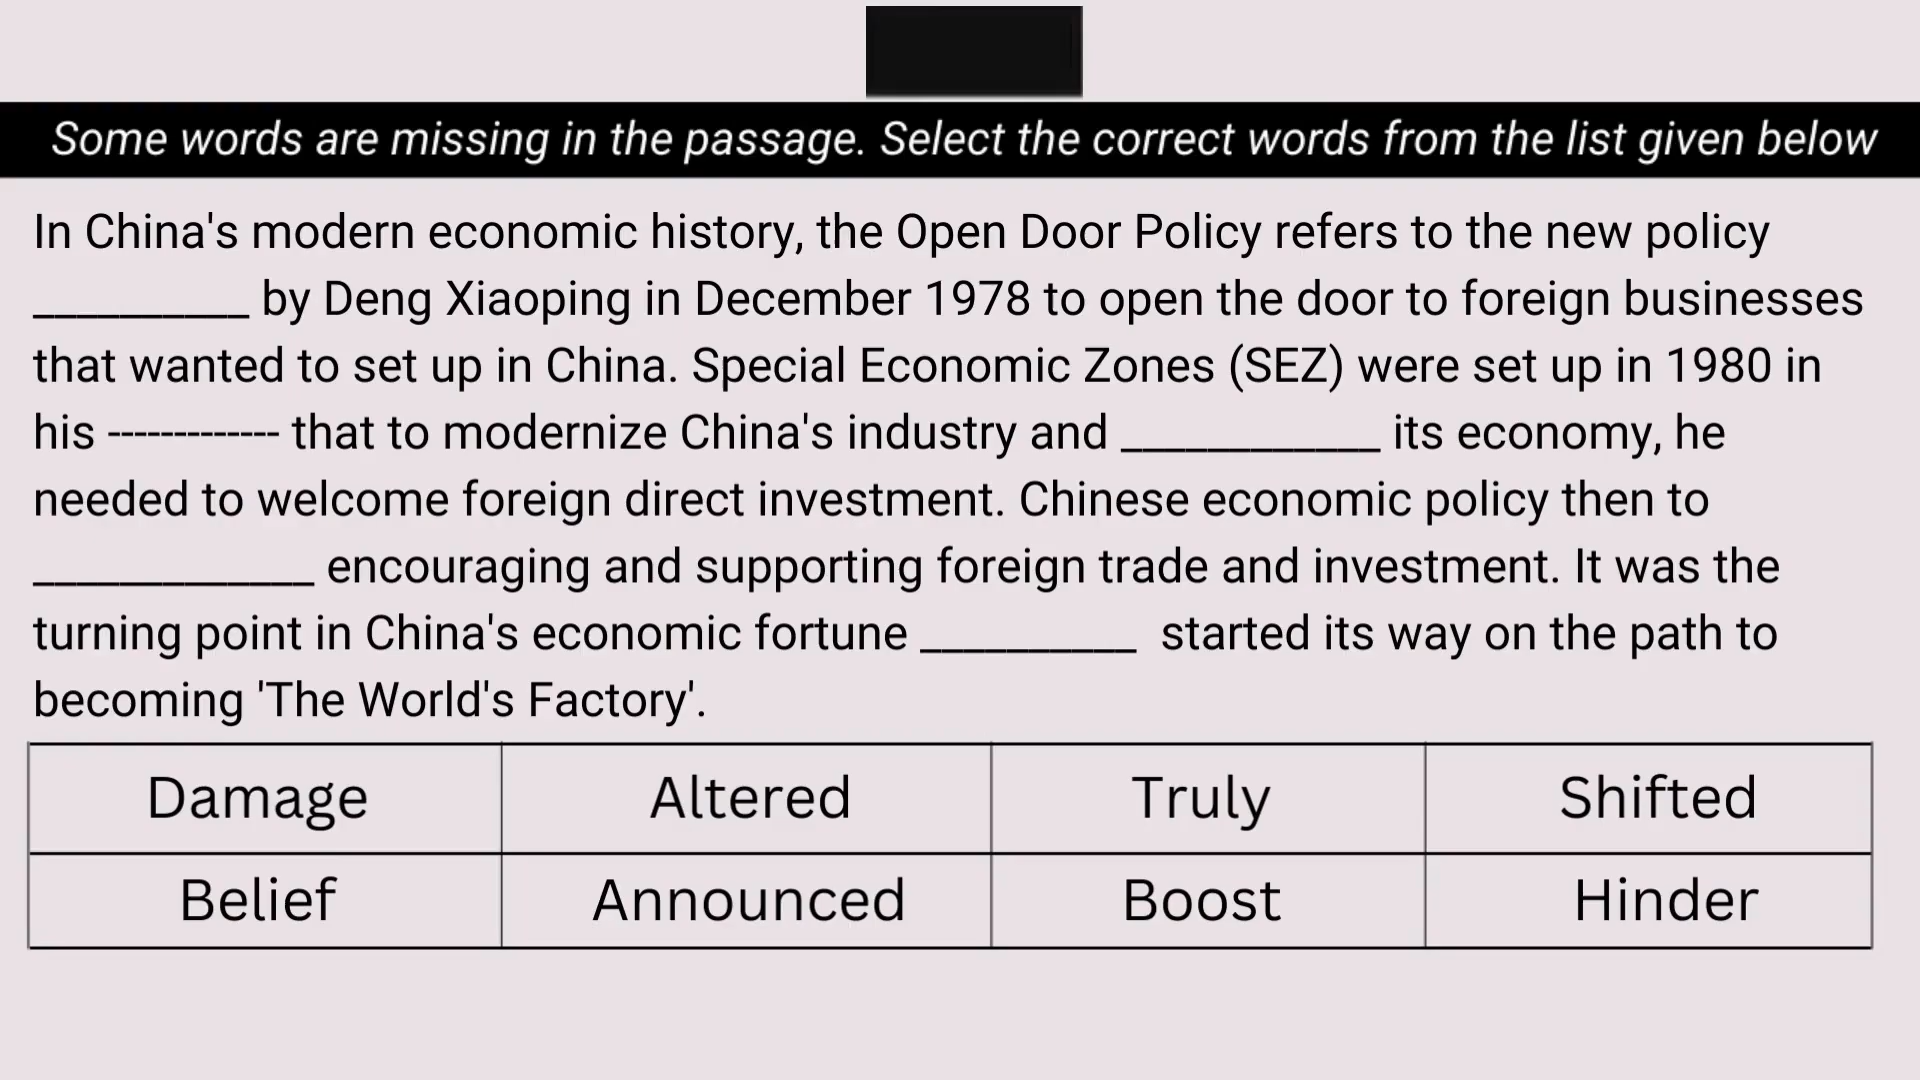 Some words are missing in the passage. Select the correct words from the list given below
In China's modern economic history, the Open Door Policy refers to the new policy
__________ by Deng Xiaoping in December 1978 to open the door to foreign businesses
that wanted to set up in China. Special Economic Zones (SEZ) were set up in 1980 in
his ------------- that to modernize China's industry and ____________ its economy, he
needed to welcome foreign direct investment. Chinese economic policy then to
_____________ encouraging and supporting foreign trade and investment. It was the
turning point in China's economic fortune __________ started its way on the path to
becoming 'The World's Factory'.
Damage Altered Truly Shifted
Belief Announced Boost Hinder